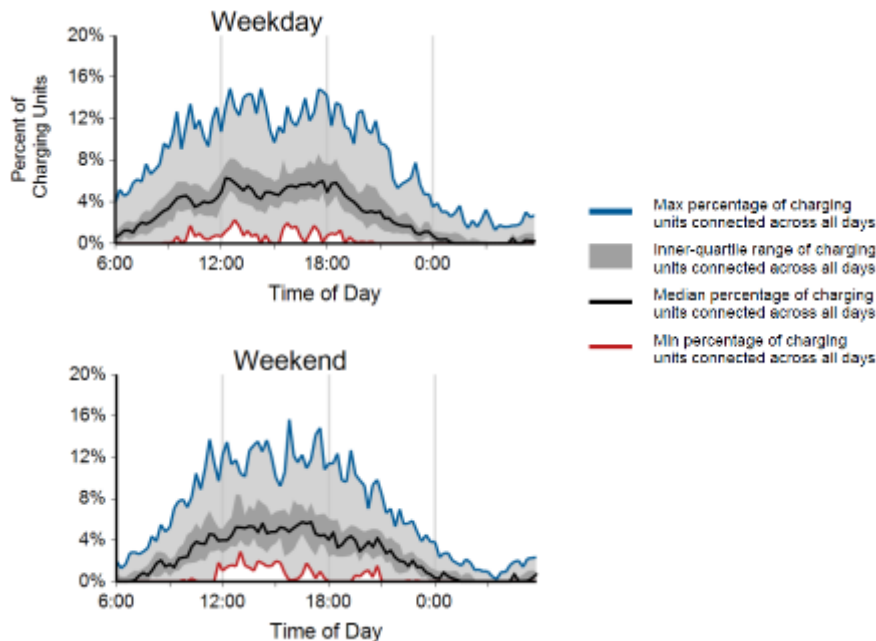 Weekday
20%
16%
12%
8%
4%
0%
Percent of
Charging Units
6:00 12:00 18:00 0:00
Time of Day
Max percentage of charging
units connected across all days
Inner-quartile range of charging
units connected across all days
Median percentage of charging
units connected across all days
Min percentage of charging
units connected across all days
Weekend
20%
16%
12%
8%
4%
0%
6:00 12:00 18:00 0:00
Time of Day